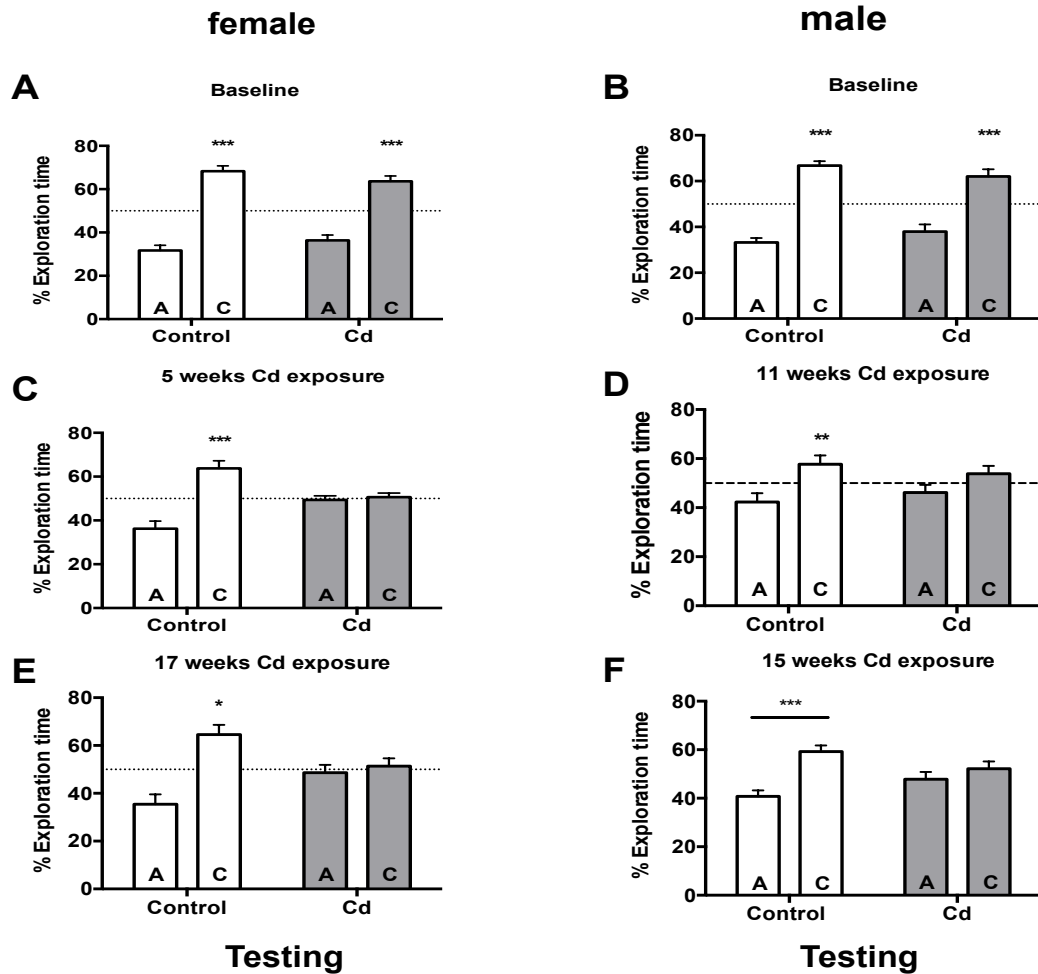 female
male
A
Baseline
% Exploration time
80
60
40
20
0
***
***
A
C
A
C
Control
Cd
B
Baseline
% Exploration time
80
60
40
20
0
***
***
A
C
A
C
Control
Cd
C
5 weeks Cd exposure
% Exploration time
80
60
40
20
0
***
A
C
A
C
Control
Cd
D
11 weeks Cd exposure
% Exploration time
80
60
40
20
0
**
A
C
A
C
Control
Cd
E
17 weeks Cd exposure
% Exploration time
80
60
40
20
0
*
A
C
A
C
Control
Cd
F
15 weeks Cd exposure
% Exploration time
80
60
40
20
0
***
A
C
A
C
Control
Cd
Testing
Testing